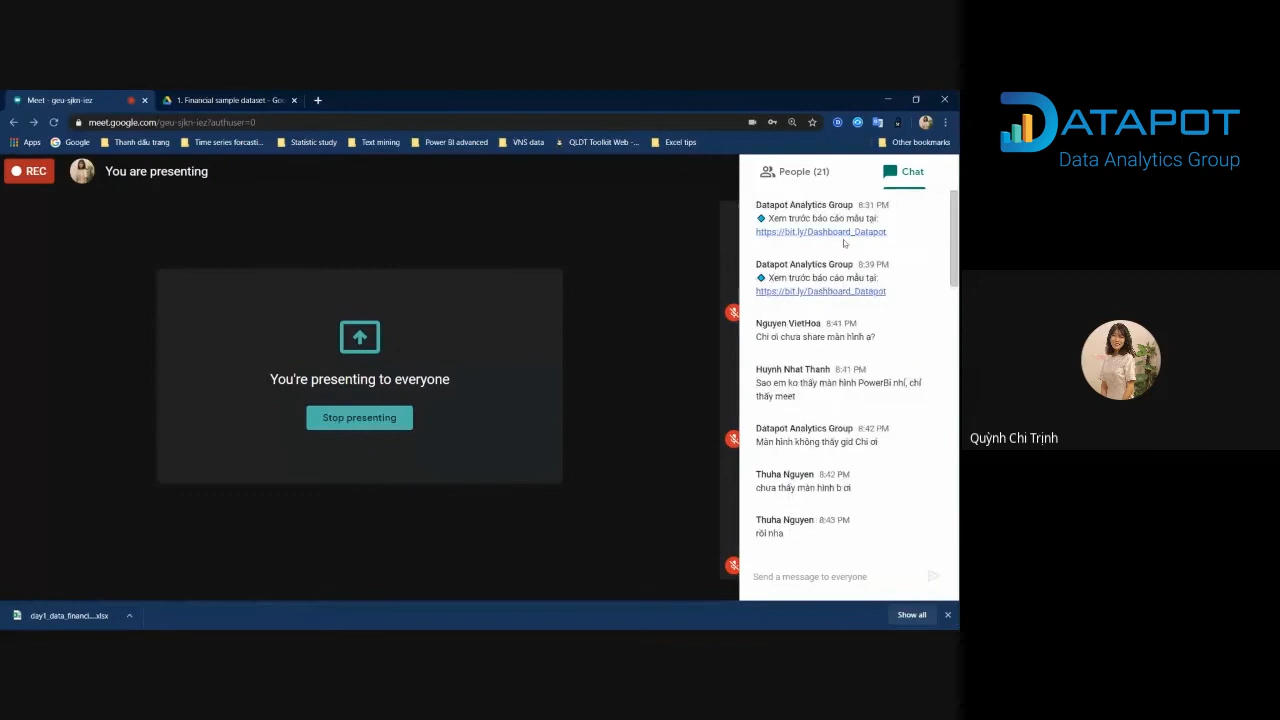 Meet - geu-sjkn-iez
1. Financial sample dataset - Goo
meet.google.com/geu-sjkn-iez?authuser=0
Apps
Google
Thanh dấu trang
Time series forcasti...
Statistic study
Text mining
Power BI advanced
VNS data
QLDT Toolkit Web -...
Excel tips
Other bookmarks
REC
You are presenting
People (21)
Chat
You're presenting to everyone
Stop presenting
Datapot Analytics Group 8:31 PM
Xem trước báo cáo mẫu tại:
https://bit.ly/Dashboard_Datapot
Datapot Analytics Group 8:39 PM
Xem trước báo cáo mẫu tại:
https://bit.ly/Dashboard_Datapot
Nguyen VietHoa 8:41 PM
Chi ơi chưa share màn hình ạ?
Huynh Nhat Thanh 8:41 PM
Sao em ko thấy màn hình PowerBi nhỉ, chỉ
thấy meet
Datapot Analytics Group 8:42 PM
Màn hình không thấy gid Chi ơi
Thuha Nguyen 8:42 PM
chưa thấy màn hình b ơi
Thuha Nguyen 8:43 PM
rồi nha
Send a message to everyone
day1_data_financi....xlsx
Show all
DATAPOT
Data Analytics Group
Quỳnh Chi Trịnh